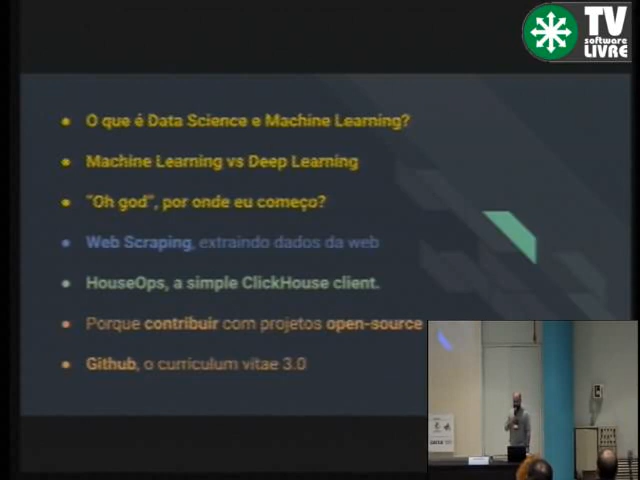 TV
software
LIVRE
O que é Data Science e Machine Learning?
Machine Learning vs Deep Learning
"Oh god", por onde eu começo?
Web Scraping, extraindo dados da web
HouseOps, a simple ClickHouse client.
Porque contribuir com projetos open-source
Github, o curriculum vitae 3.0